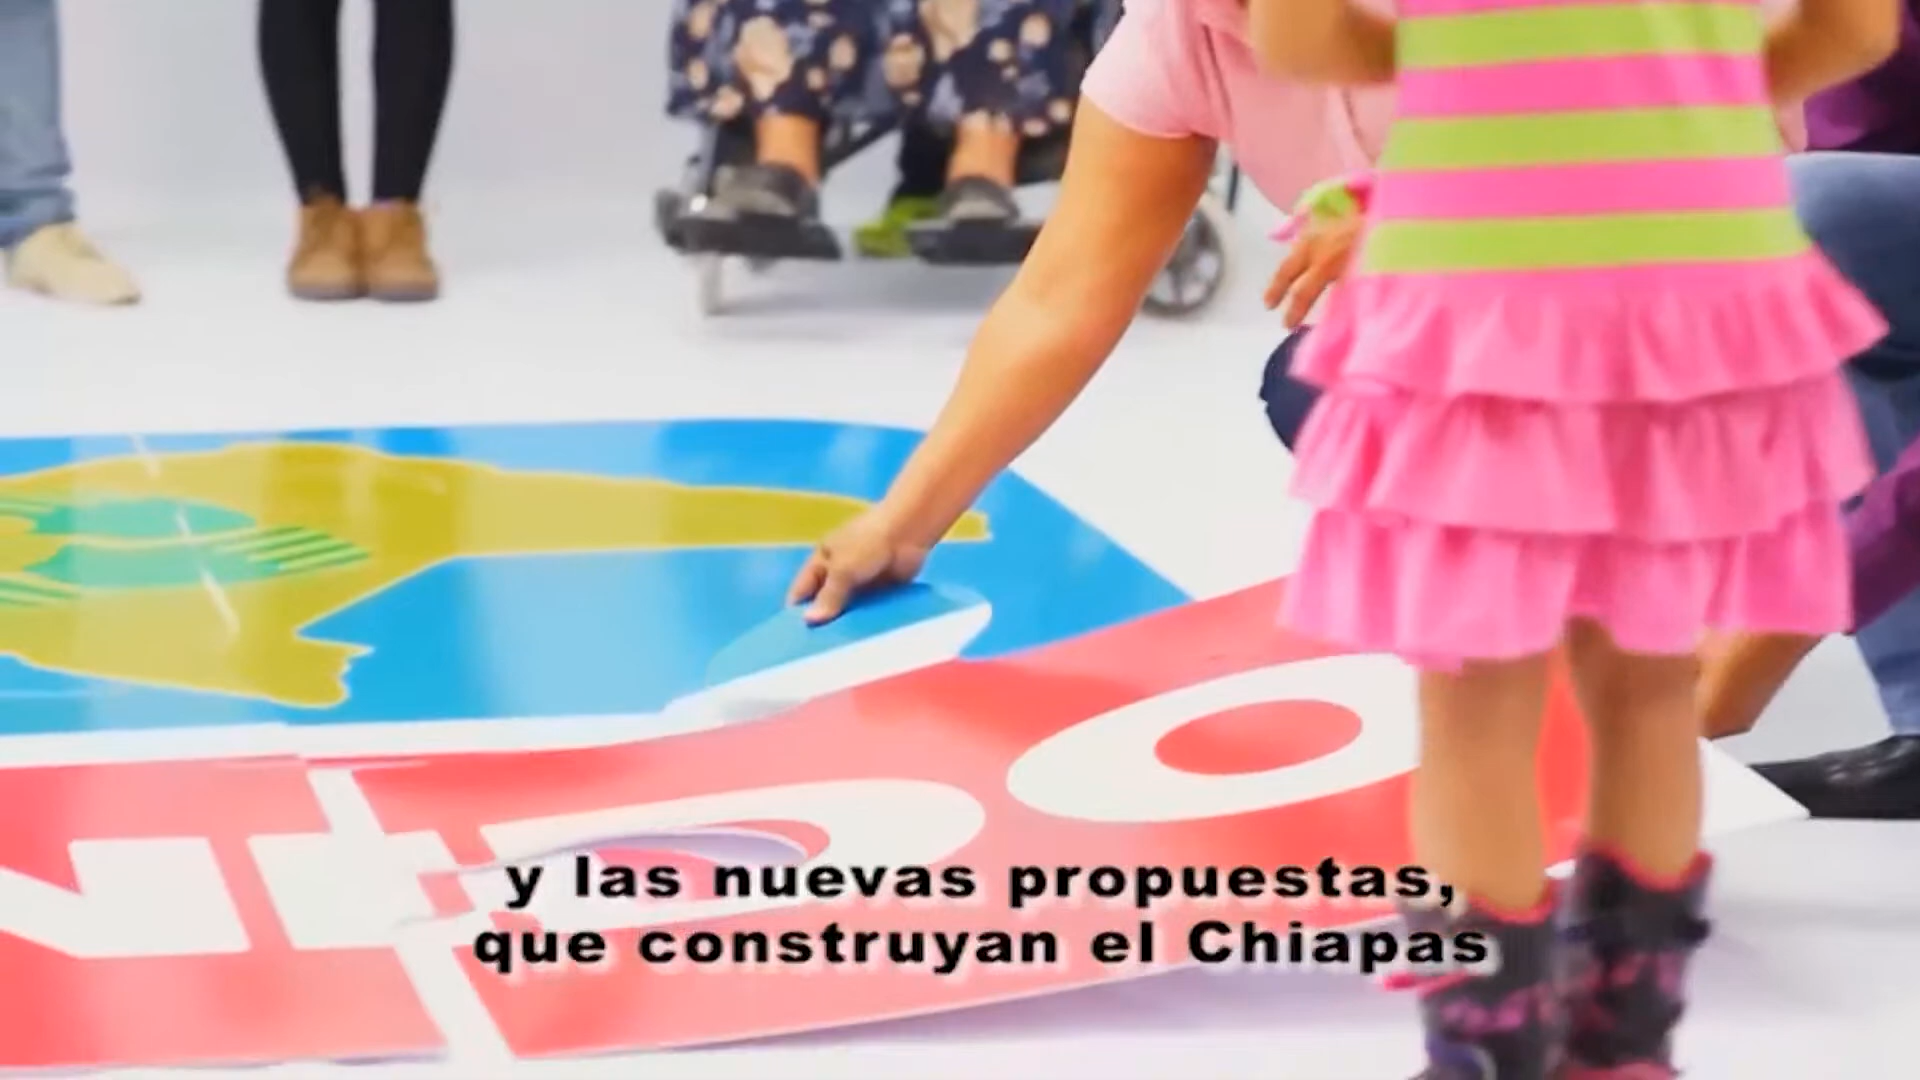 y las nuevas propuestas,
que construyan el Chiapas